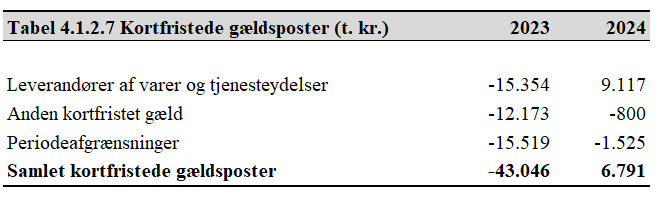 Tabel 4.1.2.7 Kortfristede gældsposter (t. kr.) 2023 2024
Leverandører af varer og tjenesteydelser -15.354 9.117
Anden kortfristet gæld -12.173 -800
Periodeafgrænsninger -15.519 -1.525
Samlet kortfristede gældsposter -43.046 6.791